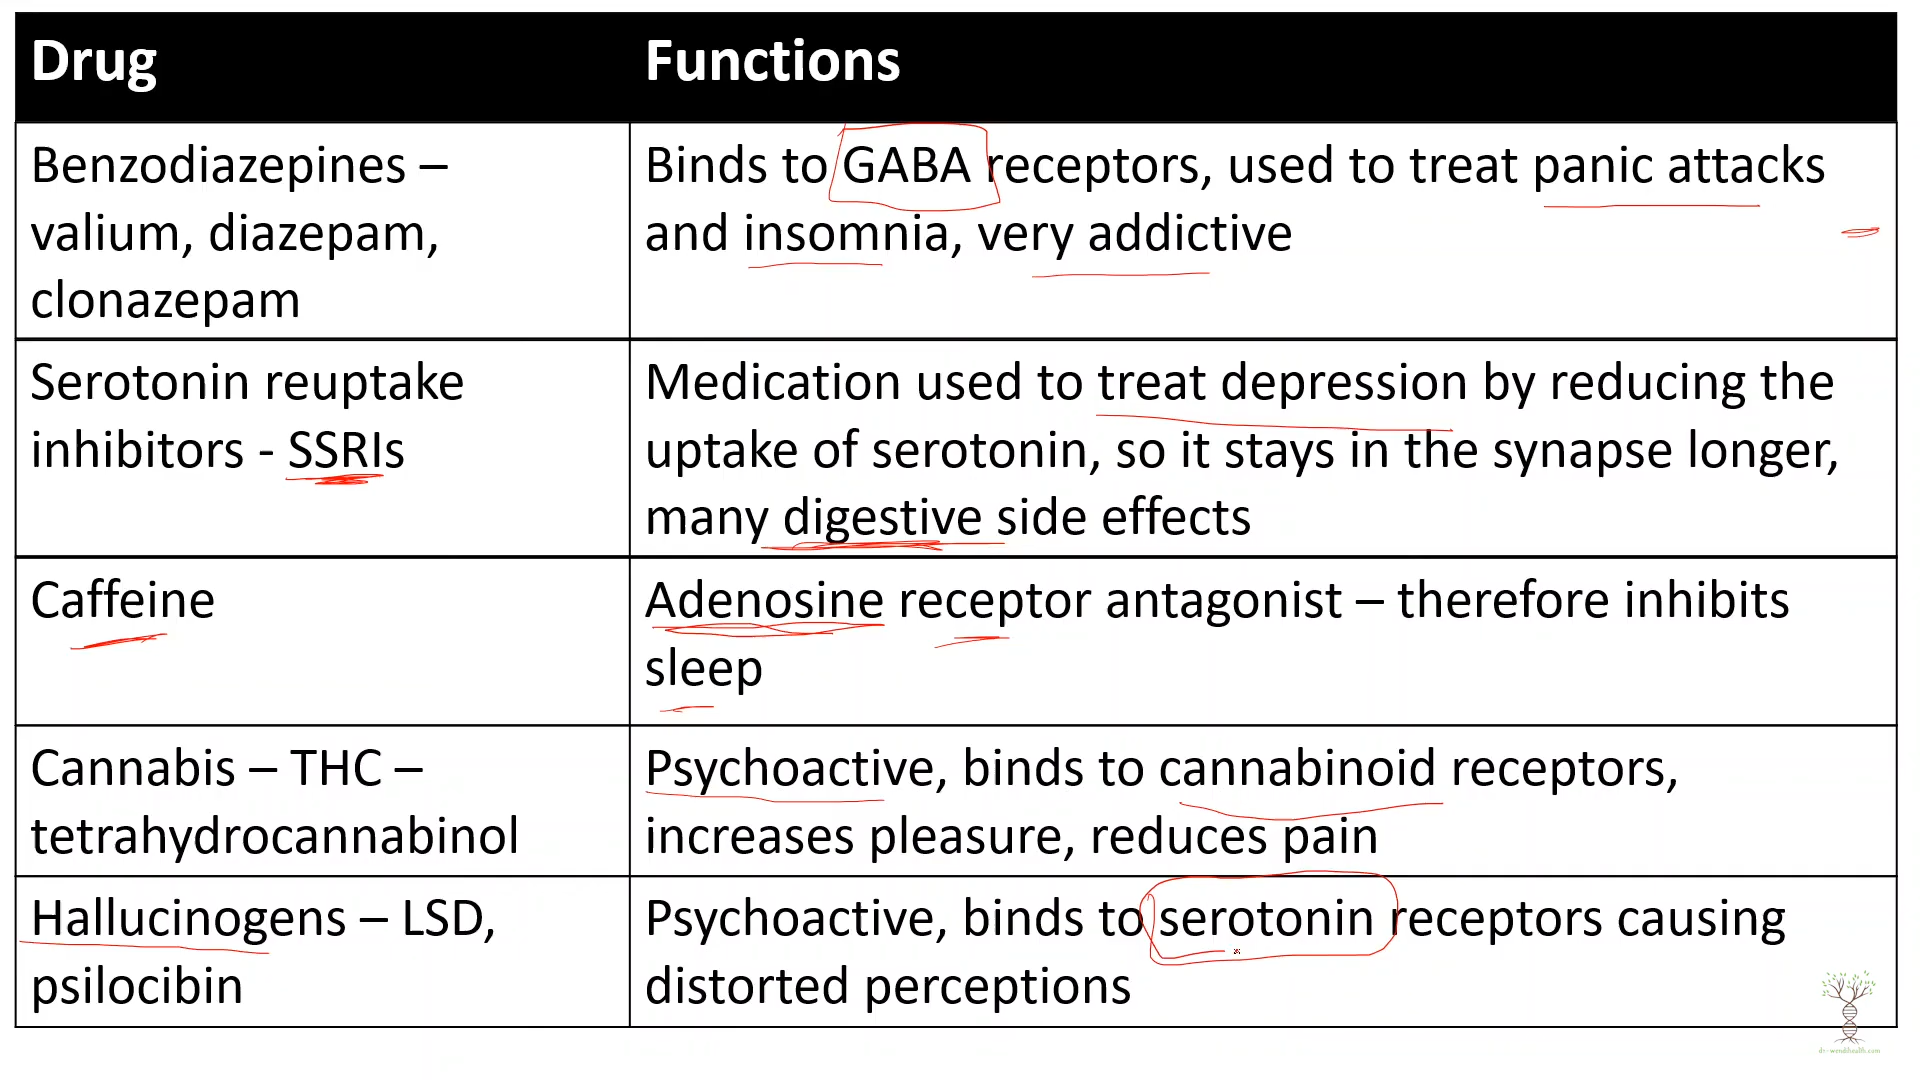 Drug
Functions
Benzodiazepines –
valium, diazepam,
clonazepam
Binds to GABA receptors, used to treat panic attacks
and insomnia, very addictive
Serotonin reuptake
inhibitors - SSRIs
Medication used to treat depression by reducing the
uptake of serotonin, so it stays in the synapse longer,
many digestive side effects
Caffeine
Adenosine receptor antagonist – therefore inhibits
sleep
Cannabis – THC –
tetrahydrocannabinol
Psychoactive, binds to cannabinoid receptors,
increases pleasure, reduces pain
Hallucinogens – LSD,
psilocibin
Psychoactive, binds to serotonin receptors causing
distorted perceptions